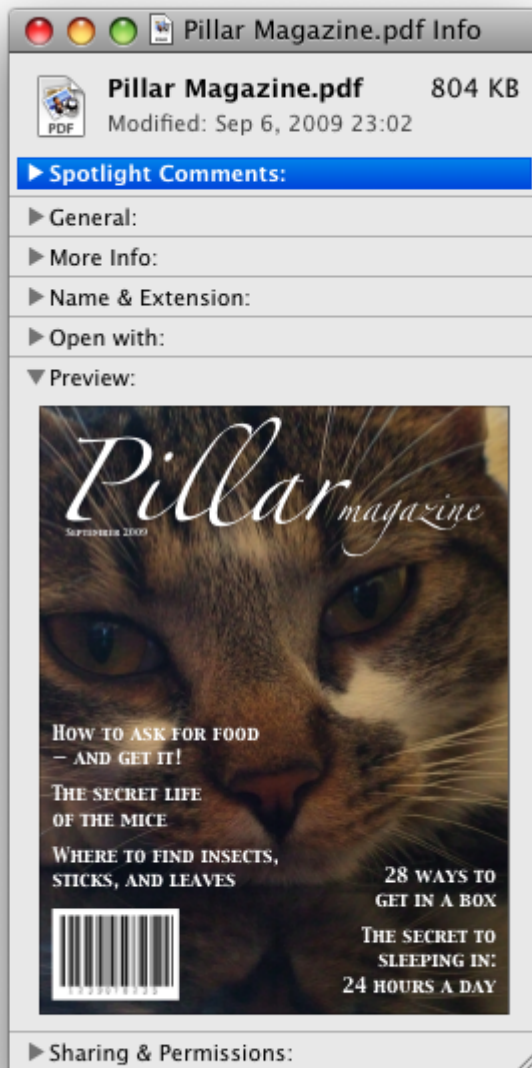 Pillar Magazine.pdf Info
Pillar Magazine.pdf 804 KB
Modified: Sep 6, 2009 23:02
PDF
Spotlight Comments:
General:
More Info:
Name & Extension:
Open with:
Preview:
Pillar magazine
September 2009
How to ask for food
– and get it!
The secret life
of the mice
Where to find insects,
sticks, and leaves
28 ways to
get in a box
The secret to
sleeping in:
24 hours a day
Sharing & Permissions: